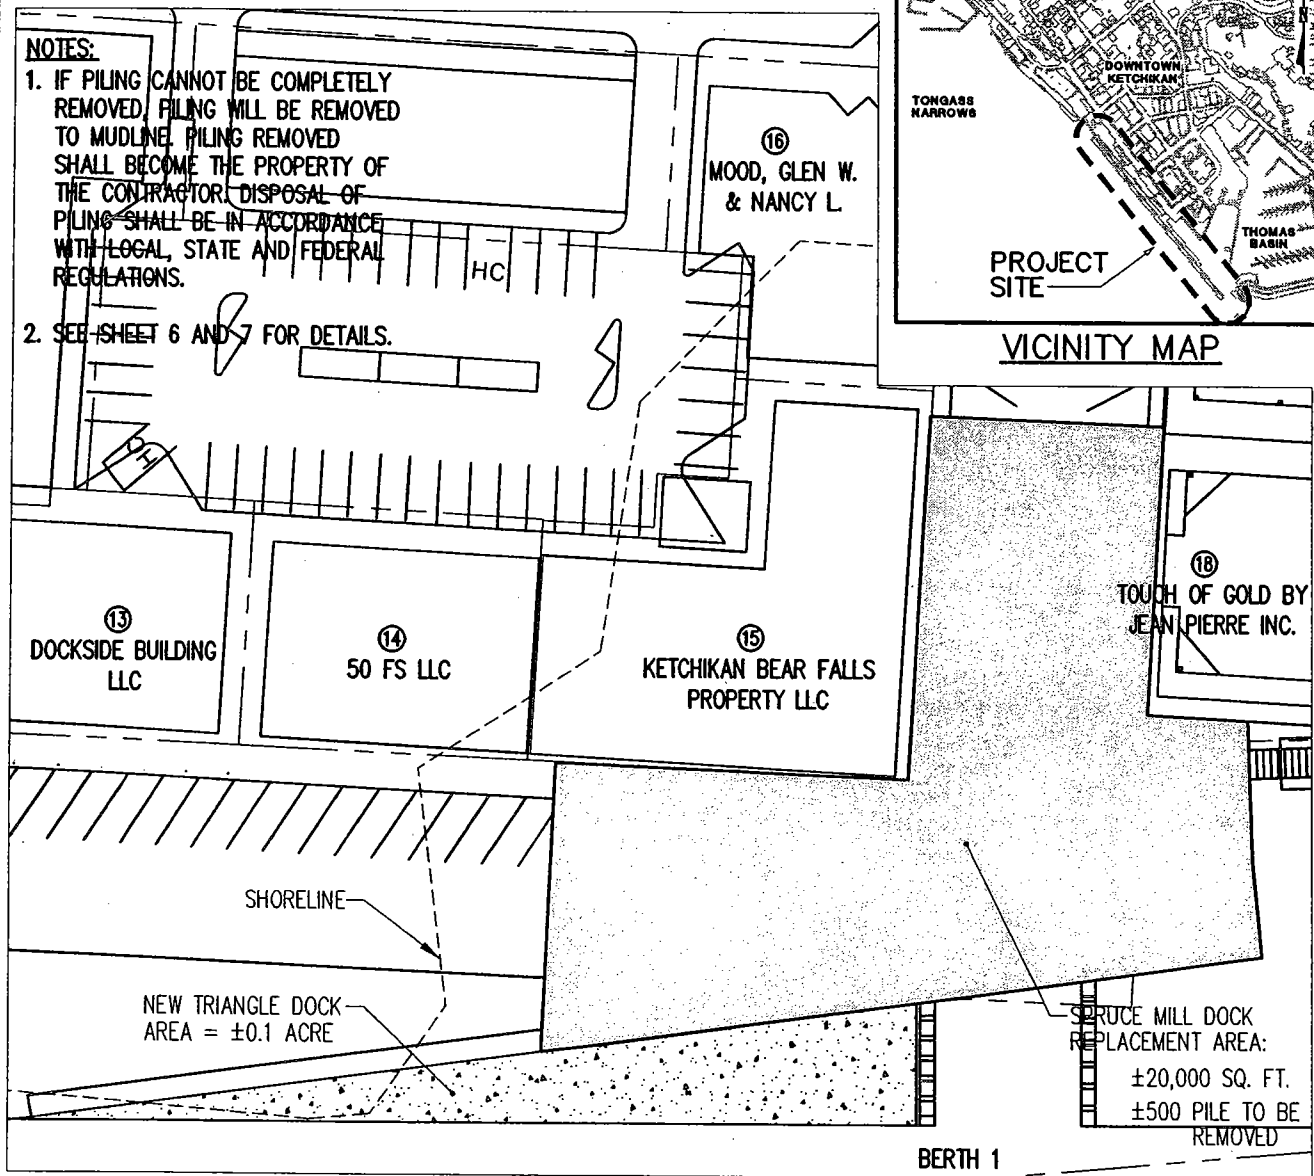 NOTES:
1. IF PILING CANNOT BE COMPLETELY
REMOVED, PILING WILL BE REMOVED
TO MUDLINE. PILING REMOVED
SHALL BECOME THE PROPERTY OF
THE CONTRACTOR. DISPOSAL OF
PILING SHALL BE IN ACCORDANCE
WITH LOCAL, STATE AND FEDERAL
REGULATIONS.
2. SEE SHEET 6 AND 7 FOR DETAILS.
HC
16
MOOD, GLEN W.
& NANCY L.
DOWNTOWN
KETCHIKAN
TONGASS
NARROWS
THOMAS
BASIN
PROJECT
SITE
VICINITY MAP
13
DOCKSIDE BUILDING
LLC
14
50 FS LLC
15
KETCHIKAN BEAR FALLS
PROPERTY LLC
18
TOUCH OF GOLD BY
JEAN PIERRE INC.
SHORELINE
NEW TRIANGLE DOCK
AREA = ±0.1 ACRE
SPRUCE MILL DOCK
REPLACEMENT AREA:
±20,000 SQ. FT.
±500 PILE TO BE
REMOVED
BERTH 1